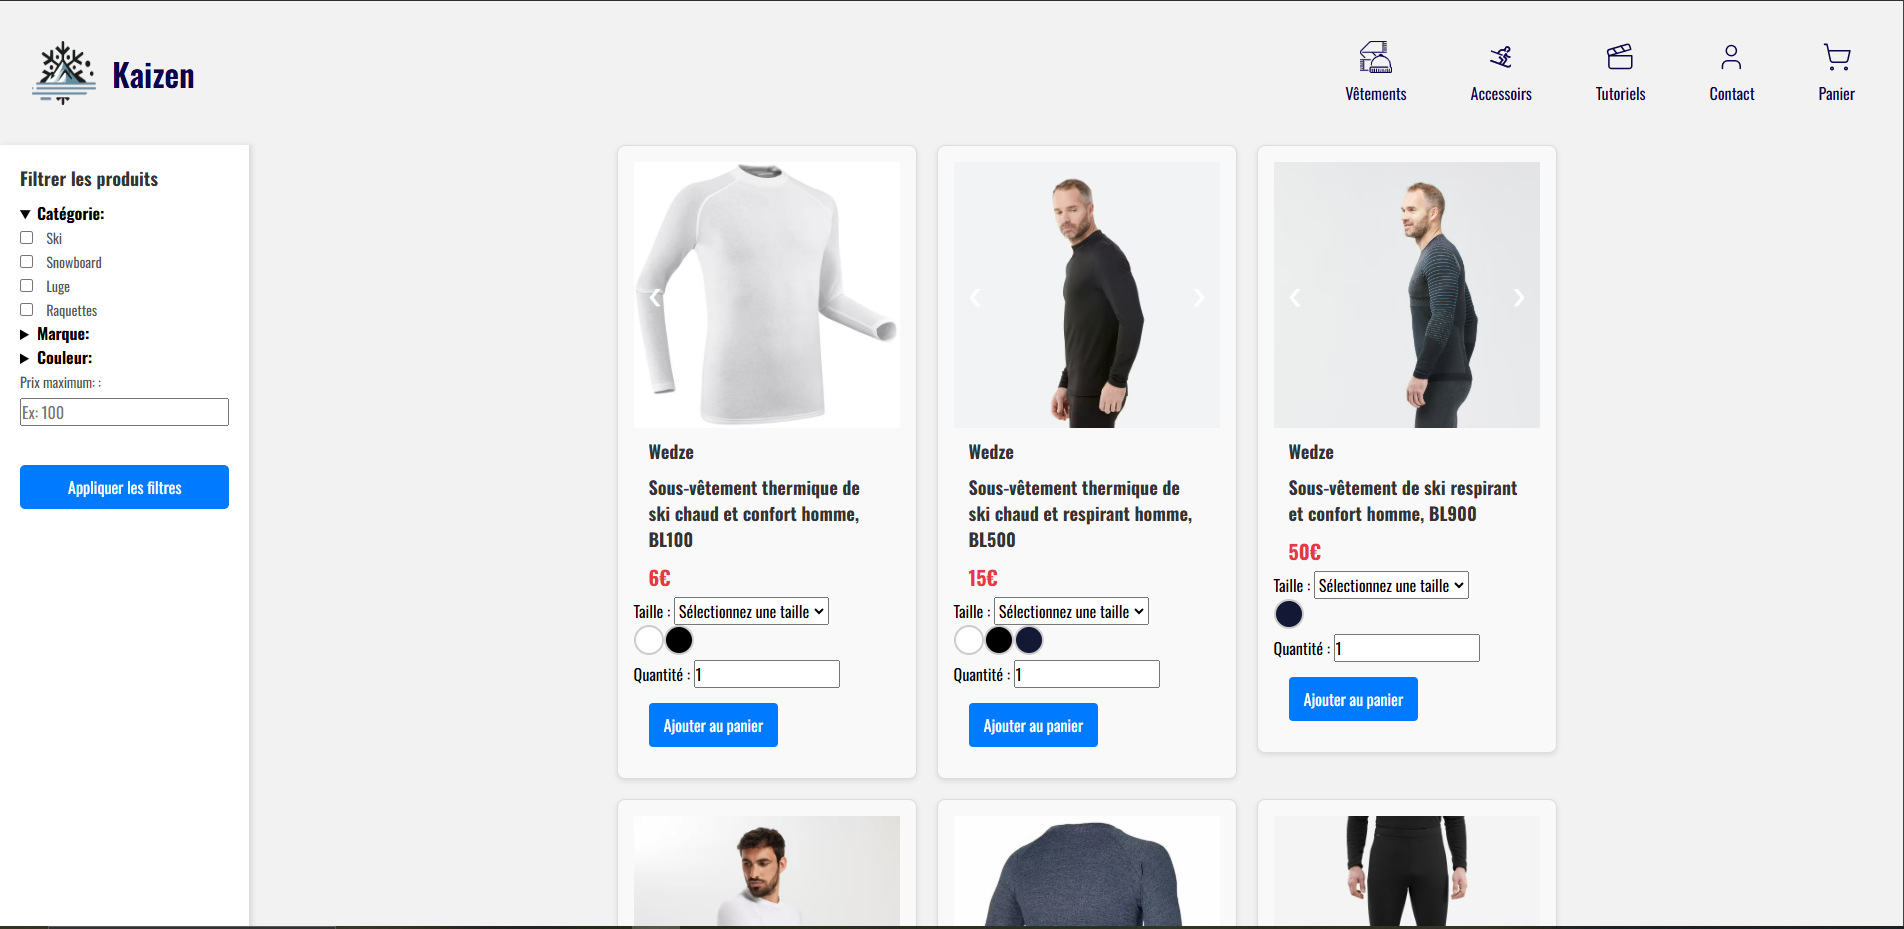 Kaizen
Vêtements
Accessoirs
Tutoriels
Contact
Panier
Filtrer les produits
Catégorie:
Ski
Snowboard
Luge
Raquettes
Marque:
Couleur:
Prix maximum: :
Ex: 100
Appliquer les filtres
Wedze
Sous-vêtement thermique de
ski chaud et confort homme,
BL100
6€
Taille : Sélectionnez une taille
Quantité : 1
Ajouter au panier
Wedze
Sous-vêtement thermique de
ski chaud et respirant homme,
BL500
15€
Taille : Sélectionnez une taille
Quantité : 1
Ajouter au panier
Wedze
Sous-vêtement de ski respirant
et confort homme, BL900
50€
Taille : Sélectionnez une taille
Quantité : 1
Ajouter au panier